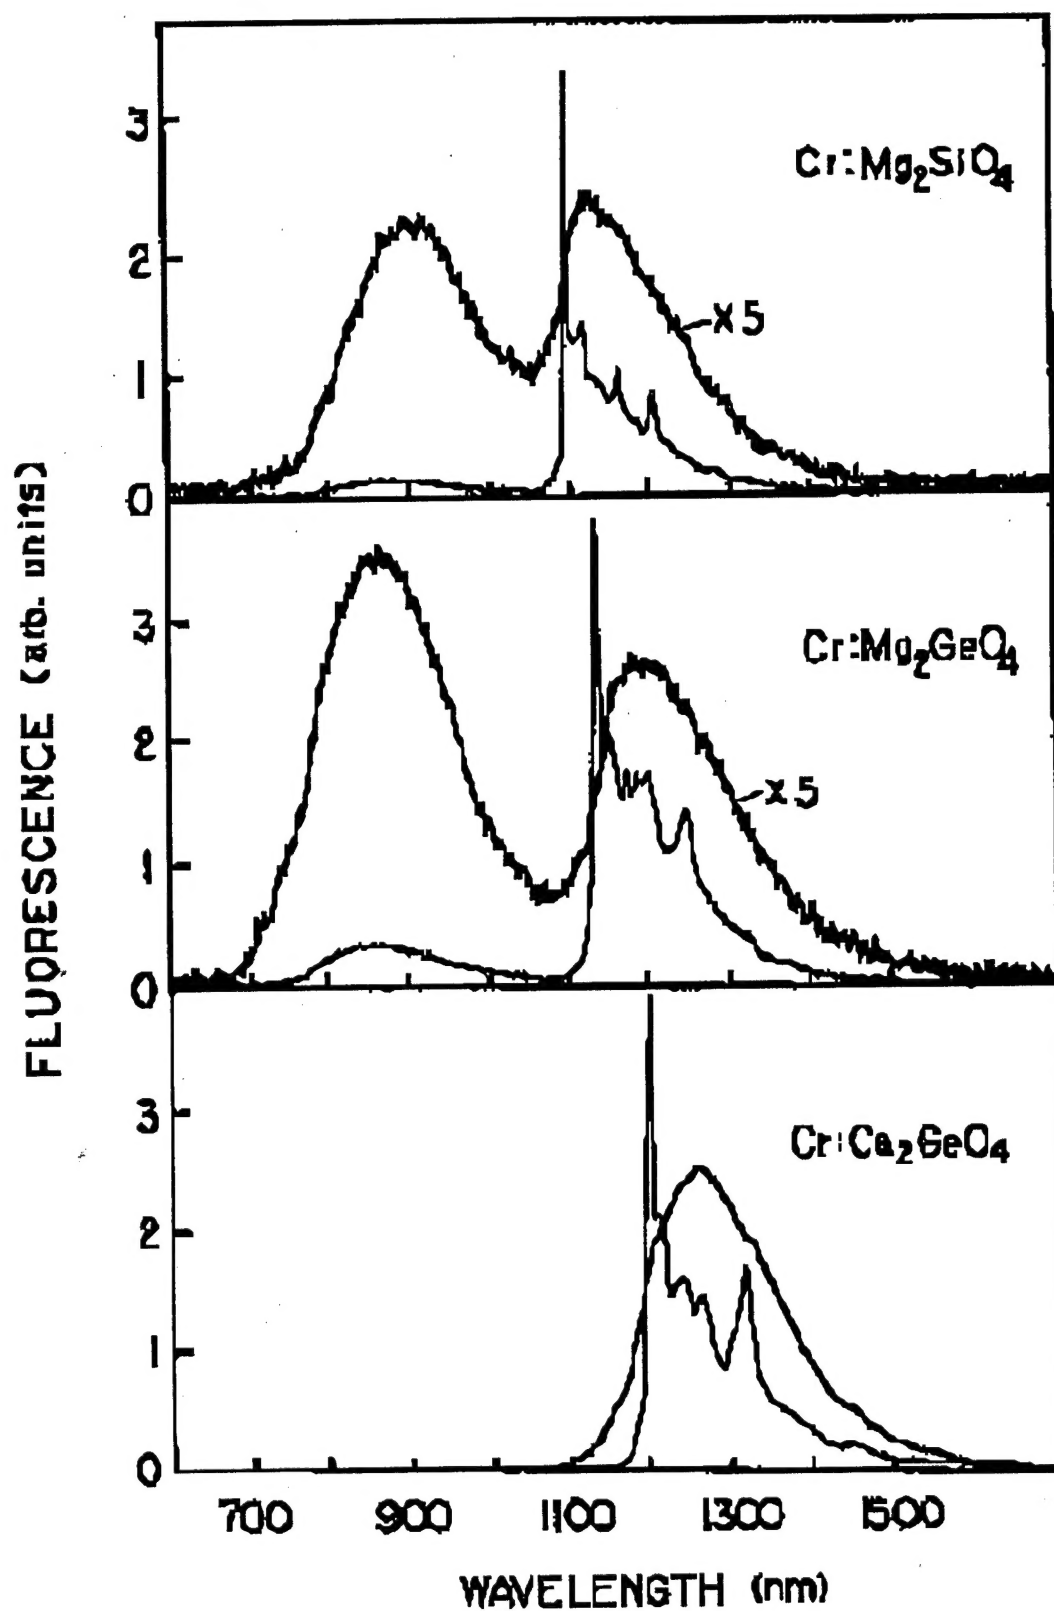 3
Cr:Mg₂SiO₄
2
X5
1
0
3
Cr:Mg₂GeO₄
2
X5
1
0
3
Cr:Ca₂GeO₄
2
1
0
700 900 1100 1300 1500
WAVELENGTH (nm)
FLUORESCENCE (arb. units)